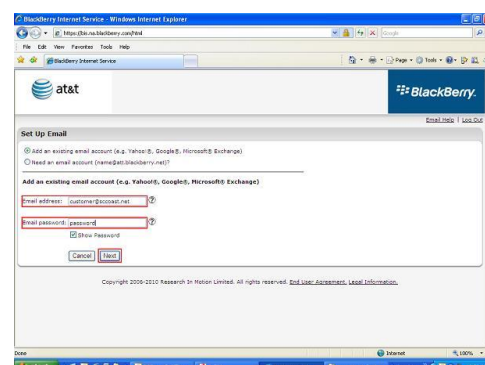 BlackBerry Internet Service - Windows Internet Explorer
https://bis.na.blackberry.com/html
Google
File Edit View Favorites Tools Help
BlackBerry Internet Service
Page Tools
at&t
BlackBerry.
Email Help | Log Out
Set Up Email
Add an existing email account (e.g. Yahoo!®, Google®, Microsoft® Exchange)
Need an email account (name@att.blackberry.net)?
Add an existing email account (e.g. Yahoo!®, Google®, Microsoft® Exchange)
Email address: customer@sccoast.net
Email password: password
Show Password
Cancel Next
Copyright 2006-2010 Research In Motion Limited. All rights reserved. End User Agreement, Legal Information.
Done Internet 100%